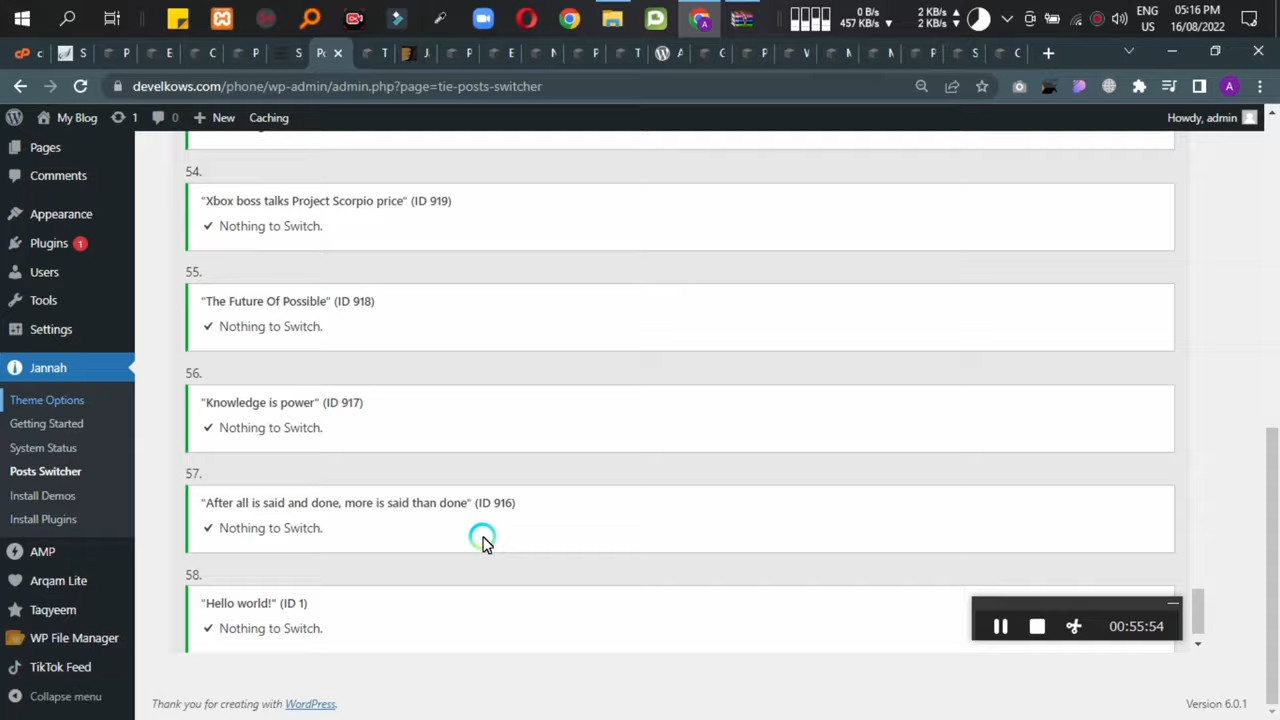 0 B/s
457 KB/s
2 KB/s
2 KB/s
ENG
US
05:16 PM
16/08/2022
develkows.com/phone/wp-admin/admin.php?page=tie-posts-switcher
My Blog
1
0
New
Caching
Howdy, admin
Pages
Comments
Appearance
Plugins 1
Users
Tools
Settings
Jannah
Theme Options
Getting Started
System Status
Posts Switcher
Install Demos
Install Plugins
AMP
Arqam Lite
Taqyeem
WP File Manager
TikTok Feed
Collapse menu
54.
"Xbox boss talks Project Scorpio price" (ID 919)
✓ Nothing to Switch.
55.
"The Future Of Possible" (ID 918)
✓ Nothing to Switch.
56.
"Knowledge is power" (ID 917)
✓ Nothing to Switch.
57.
"After all is said and done, more is said than done" (ID 916)
✓ Nothing to Switch.
58.
"Hello world!" (ID 1)
✓ Nothing to Switch.
00:55:54
Thank you for creating with WordPress.
Version 6.0.1